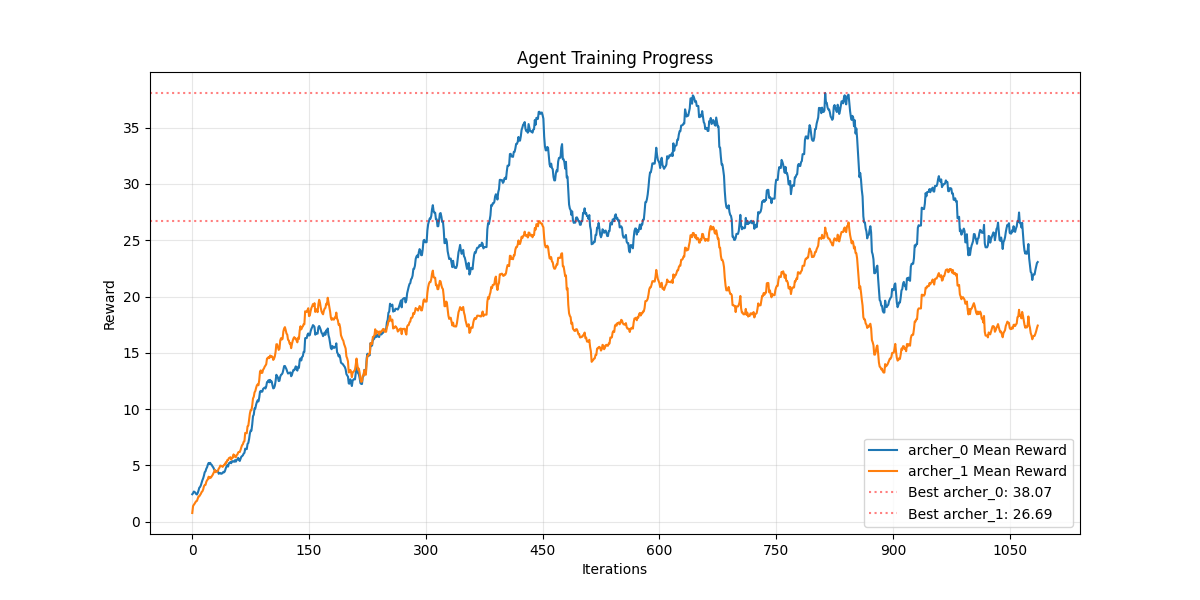 Agent Training Progress
Reward
35
30
25
20
15
10
5
0
archer_0 Mean Reward
archer_1 Mean Reward
Best archer_0: 38.07
Best archer_1: 26.69
0 150 300 450 600 750 900 1050
Iterations